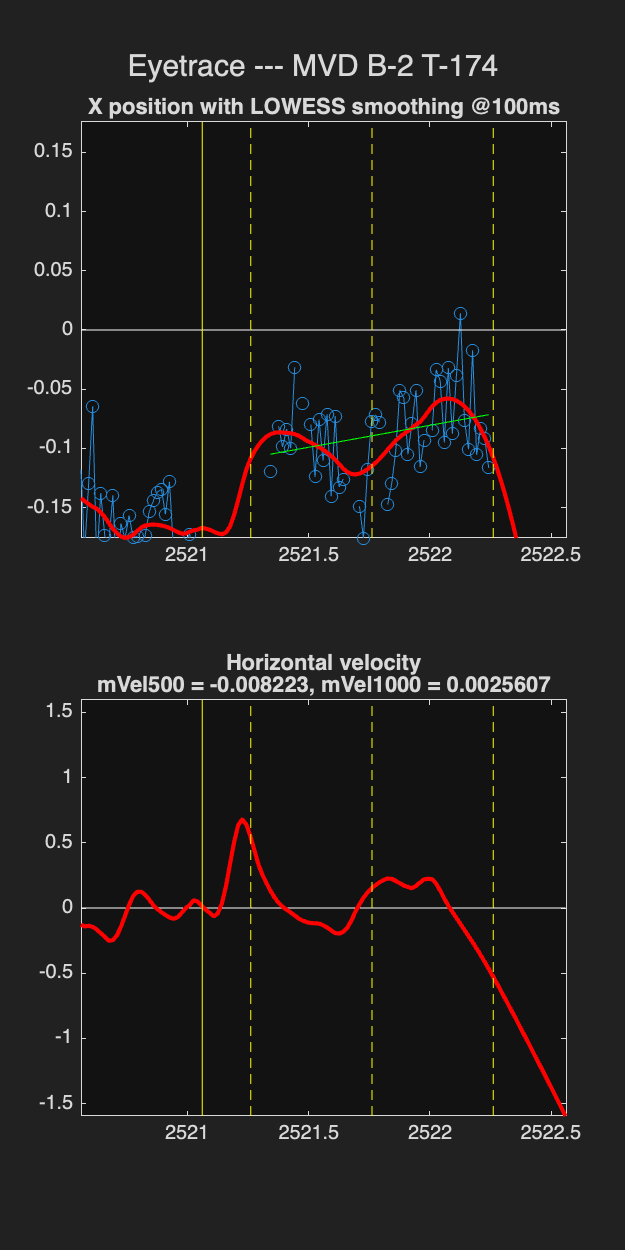 Eyetrace --- MVD B-2 T-174
X position with LOWESS smoothing @100ms
0.15
0.1
0.05
0
-0.05
-0.1
-0.15
2521 2521.5 2522 2522.5
Horizontal velocity
mVel500 = -0.008223, mVel1000 = 0.0025607
1.5
1
0.5
0
-0.5
-1
-1.5
2521 2521.5 2522 2522.5